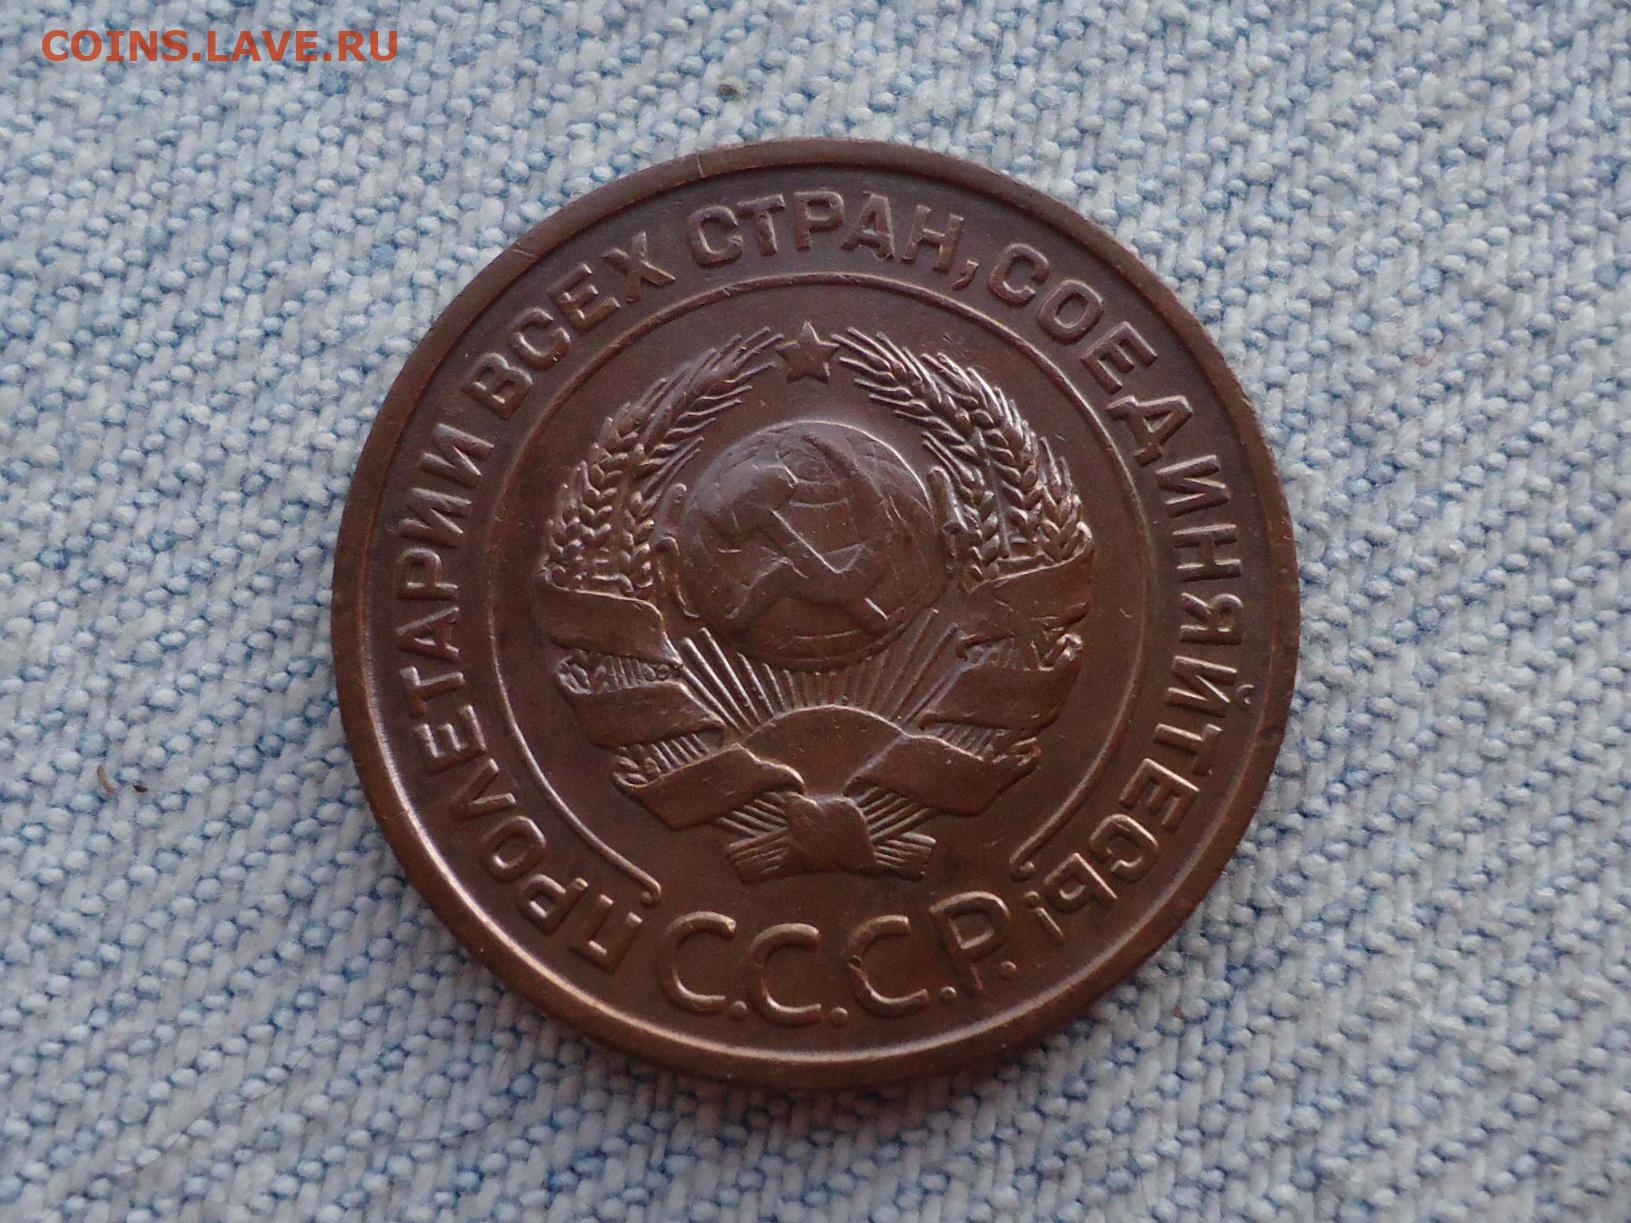 COINS.LAVE.RU
ПРОЛЕТАРИИ ВСЕХ СТРАН, СОЕДИНЯЙТЕСЬ!
С.С.С.Р.